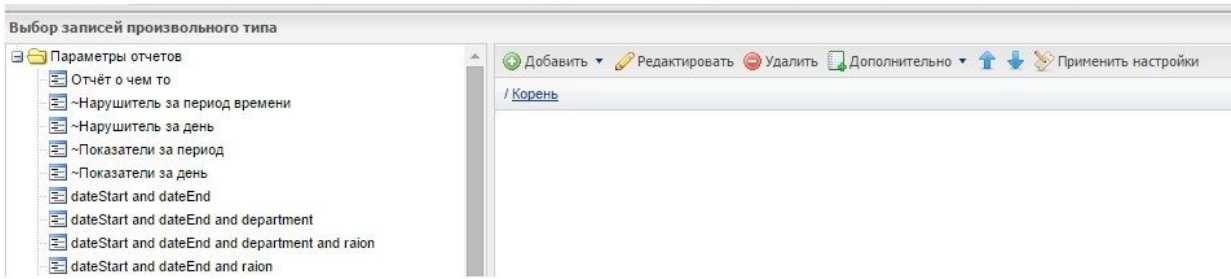 Выбор записей произвольного типа
Параметры отчетов
Отчёт о чем то
~Нарушитель за период времени
~Нарушитель за день
~Показатели за период
~Показатели за день
dateStart and dateEnd
dateStart and dateEnd and department
dateStart and dateEnd and department and raion
dateStart and dateEnd and raion
Добавить Редактировать Удалить Дополнительно Применить настройки
/ Корень